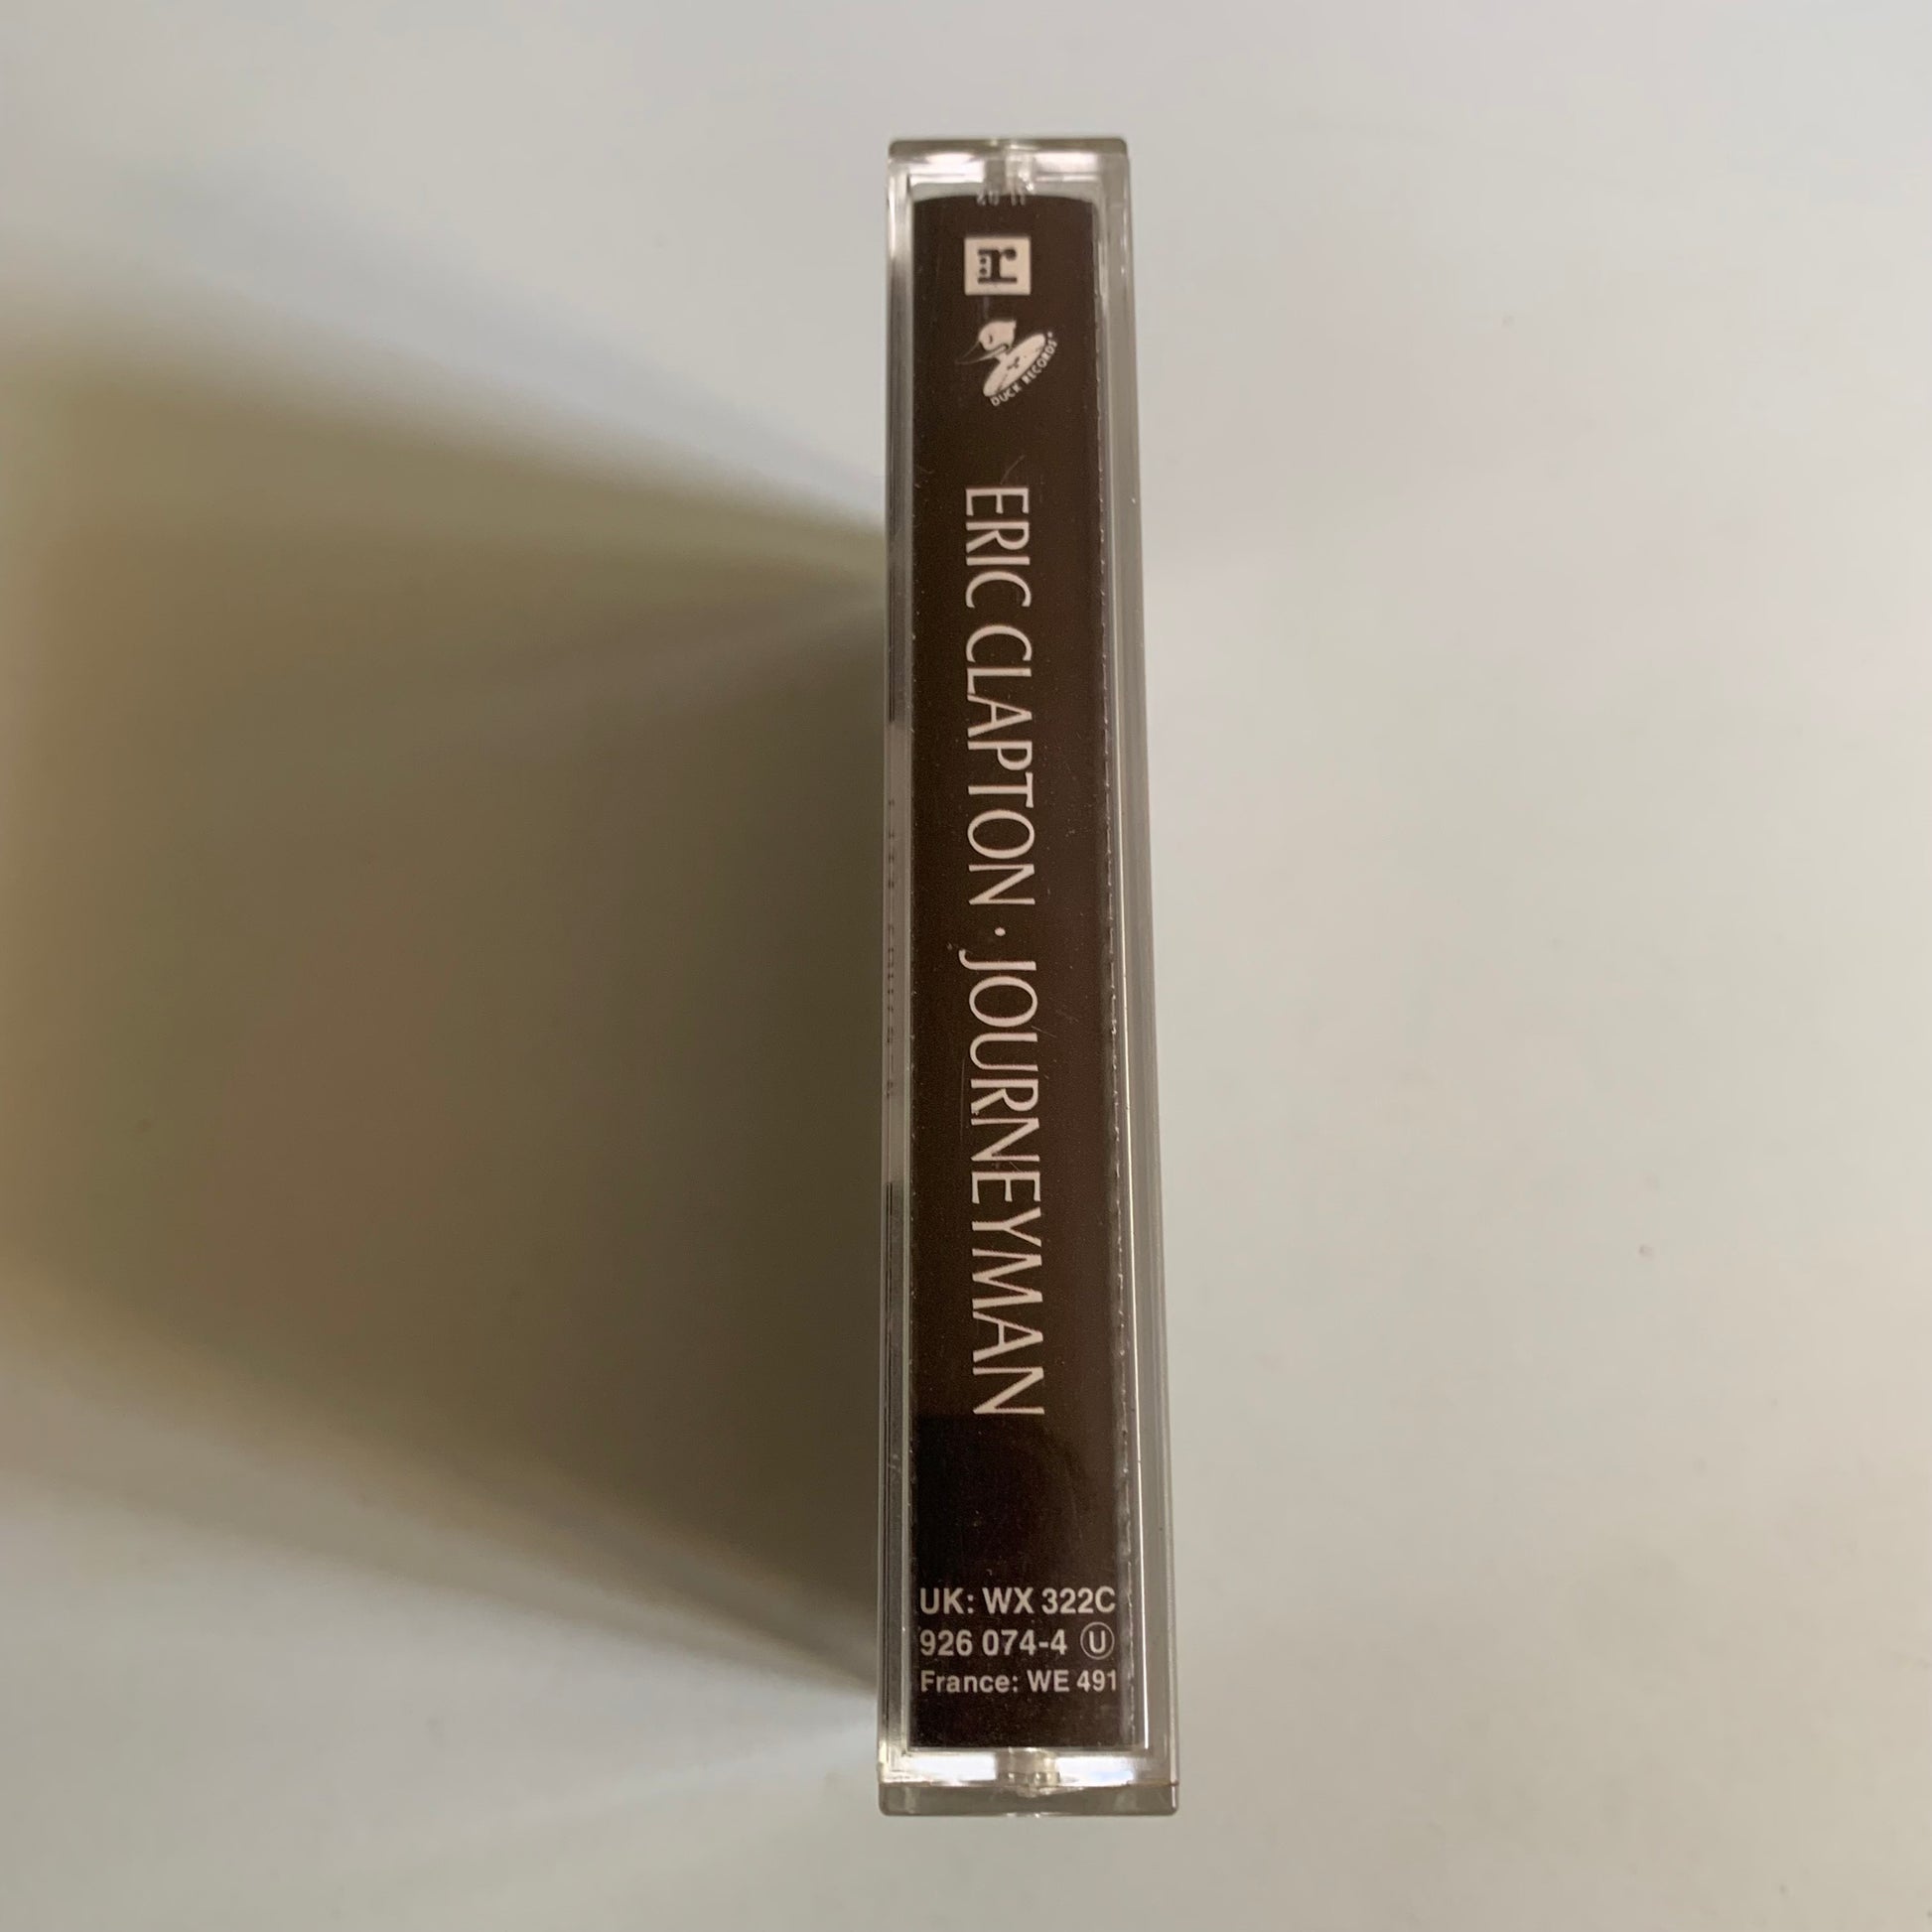 r
DUCK RECORDS
ERIC CLAPTON · JOURNEYMAN
UK: WX 322C
926 074-4 Ⓤ
France: WE 491